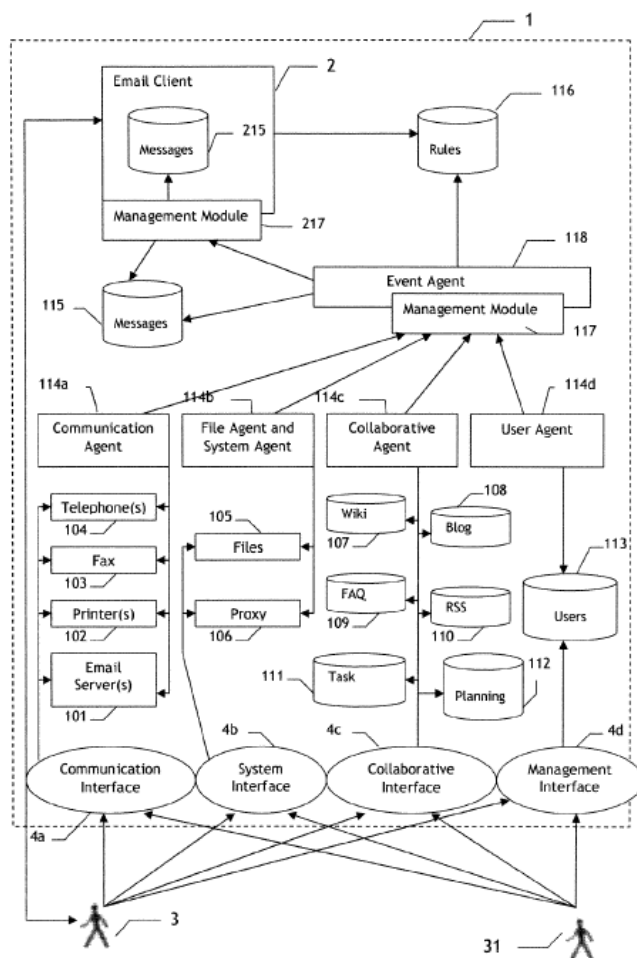 1
2
116
Email Client
215
Messages
Rules
Management Module
217
118
Event Agent
115
Messages
Management Module
117
114a
114b
114c
114d
Communication
Agent
File Agent and
System Agent
Collaborative
Agent
User Agent
Telephone(s)
104
Fax
103
Printer(s)
102
Email
Server(s)
101
105
Files
Proxy
106
Wiki
107
108
Blog
FAQ
109
RSS
110
111
Task
112
Planning
113
Users
4b
4c
4d
Communication
Interface
System
Interface
Collaborative
Interface
Management
Interface
4a
3
31